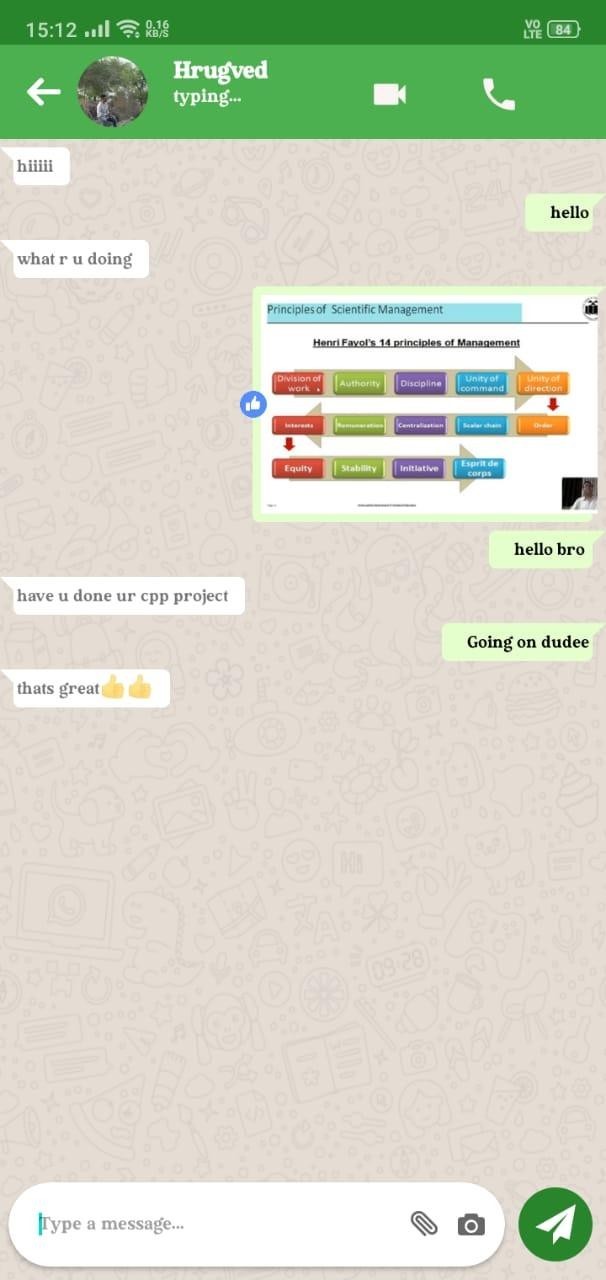 15:12
0.16
KB/S
VO
LTE
84
Hrugved
typing...
hiiiii
hello
what r u doing
Principles of Scientific Management
Henri Fayol's 14 principles of Management
Division of
work
Authority
Discipline
Unity of
command
Unity of
direction
Interests
Remuneration
Centralization
Scalar chain
Order
Equity
Stability
Initiative
Esprit de
corps
hello bro
have u done ur cpp project
Going on dudee
thats great👍👍
Type a message...